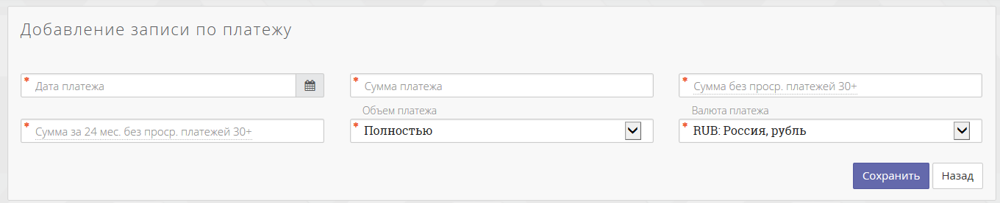 Добавление записи по платежу
* Дата платежа
* Сумма платежа
* Сумма без проср. платежей 30+
* Сумма за 24 мес. без проср. платежей 30+
Объем платежа
* Полностью
Валюта платежа
* RUB: Россия, рубль
Сохранить
Назад